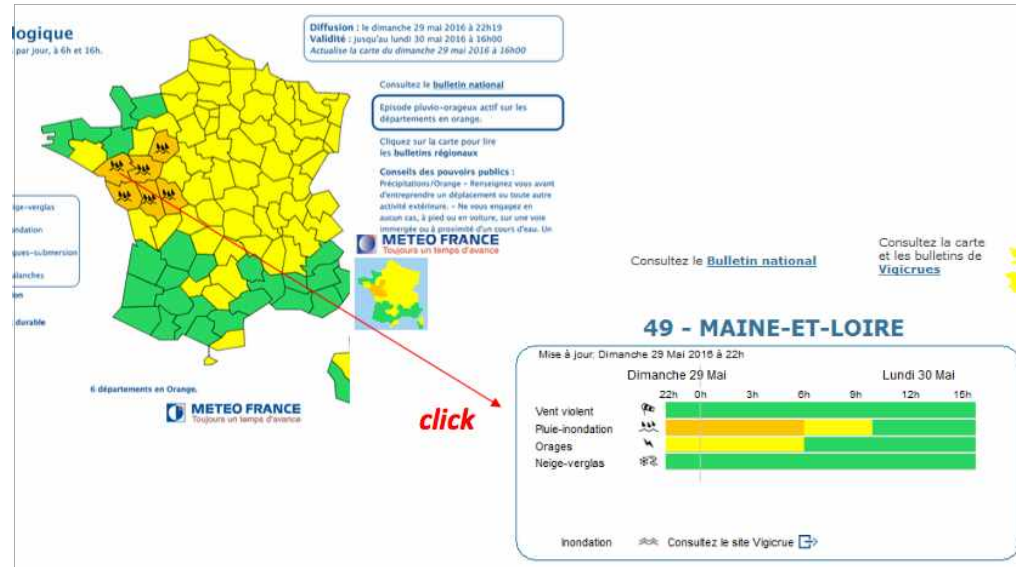 logique
par jour, à 6h et 16h.
Diffusion : le dimanche 29 mai 2016 à 22h19
Validité : jusqu'au lundi 30 mai 2016 à 16h00
Actualise la carte du dimanche 29 mai 2016 à 16h00
Consultez le bulletin national
Episode pluvio-orageux actif sur les
départements en orange.
Cliquez sur la carte pour lire
les bulletins régionaux
Conseils des pouvoirs publics :
Précipitations/Orange – Renseignez vous avant
d'entreprendre un déplacement ou toute autre
activité extérieure. – Ne vous engagez en
aucun cas, à pied ou en voiture, sur une voie
immergée ou à proximité d'un cours d'eau. Un
METEO FRANCE
Toujours un temps d'avance
ige-verglas
ondation
gues-submersion
alanches
on
durable
6 départements en Orange.
METEO FRANCE
Toujours un temps d'avance
click
Consultez le Bulletin national
Consultez la carte
et les bulletins de
Vigicrues
49 - MAINE-ET-LOIRE
Mise à jour: Dimanche 29 Mai 2016 à 22h
Dimanche 29 Mai Lundi 30 Mai
22h 0h 3h 6h 9h 12h 15h
Vent violent
Pluie-inondation
Orages
Neige-verglas
Inondation Consultez le site Vigicrue